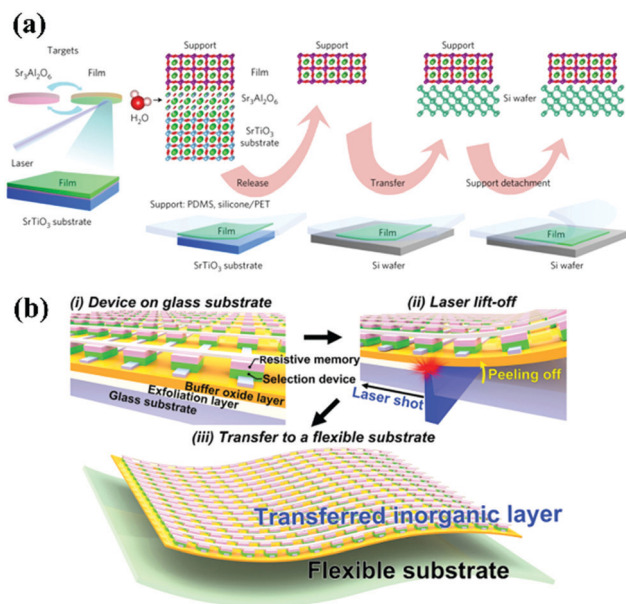 (a)
Targets
Sr3Al2O6
Film
H2O
Laser
Film
SrTiO3 substrate
Support
Film
Sr3Al2O6
SrTiO3
substrate
Support
Support
Si wafer
Support
Release
Transfer
Support detachment
Support: PDMS, silicone/PET
Film
SrTiO3 substrate
Film
Si wafer
Film
Si wafer
(b)
(i) Device on glass substrate
(ii) Laser lift-off
Resistive memory
Selection device
Buffer oxide layer
Exfoliation layer
Glass substrate
Peeling off
Laser shot
(iii) Transfer to a flexible substrate
Transferred inorganic layer
Flexible substrate